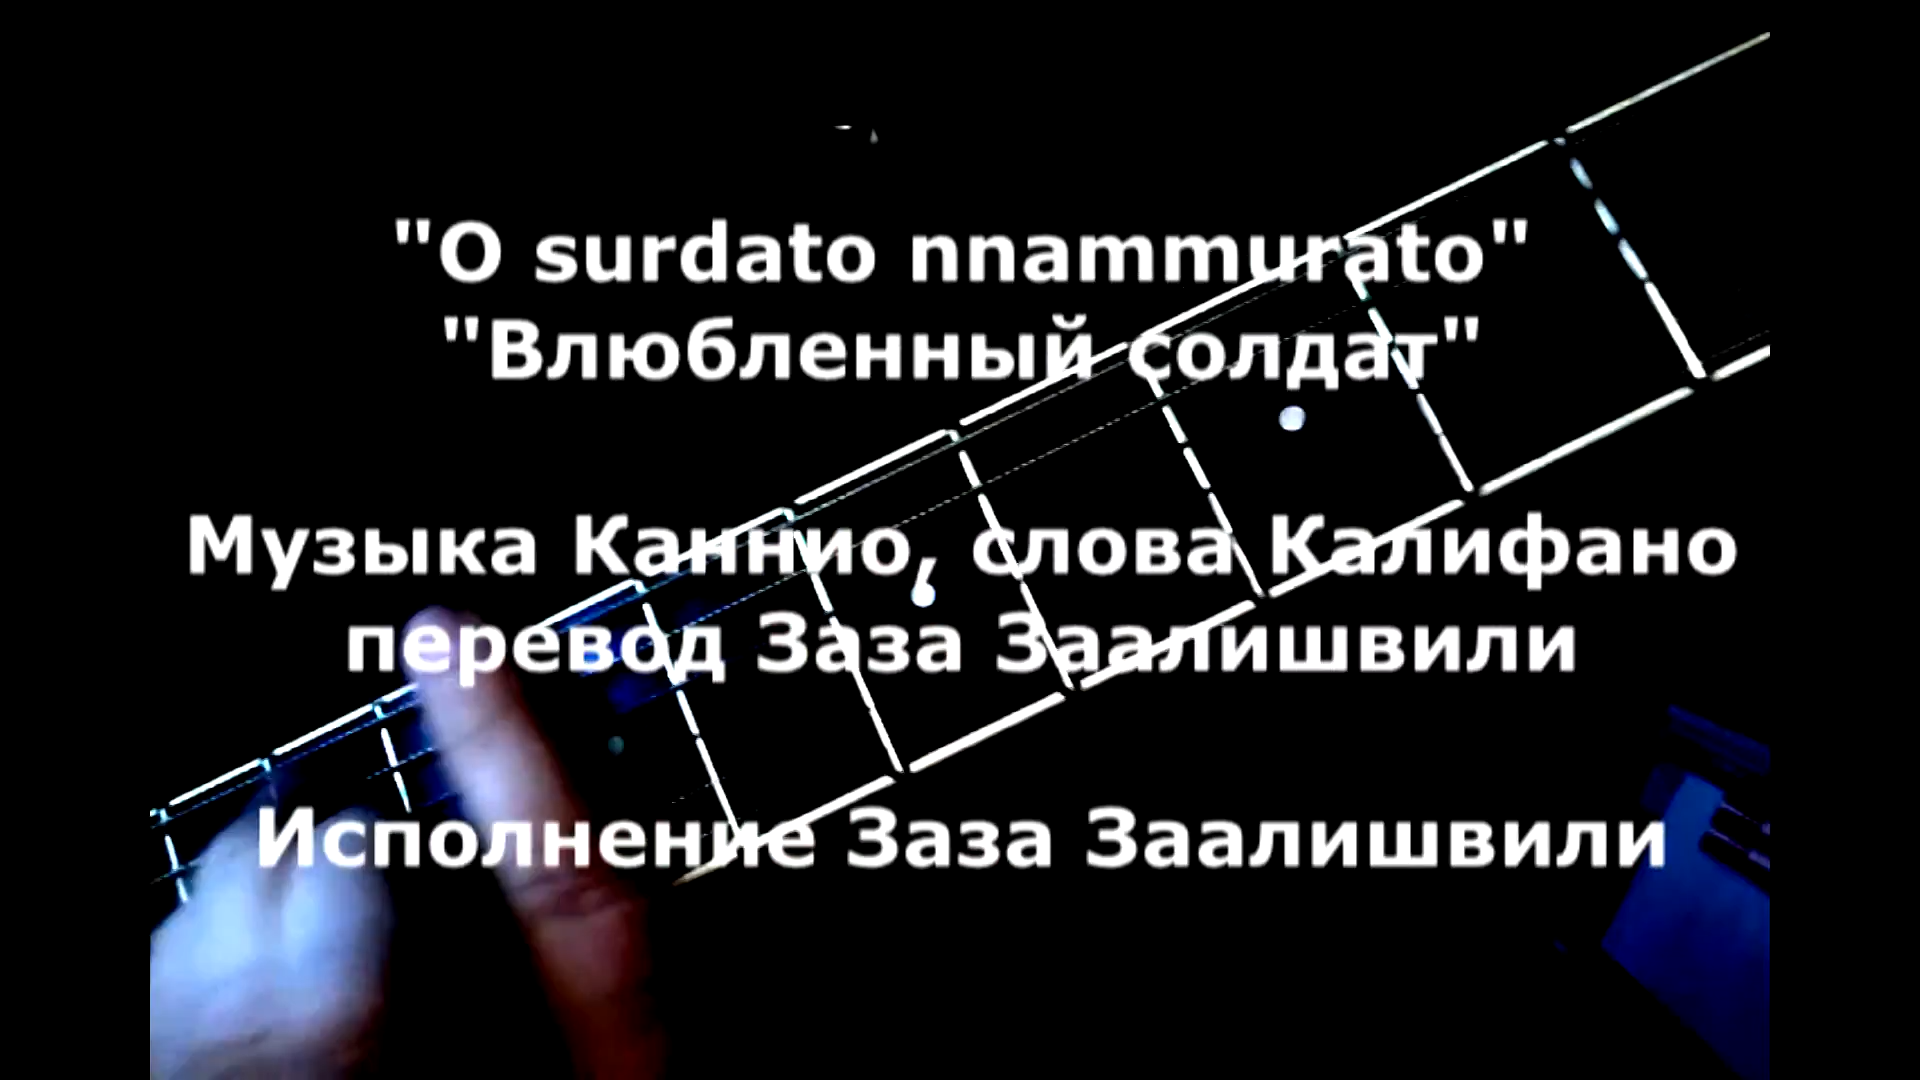 "O surdato nnammurato"
"Влюбленный солдат"
Музыка Каннио, слова Калифано
перевод Заза Заалишвили
Исполнение Заза Заалишвили